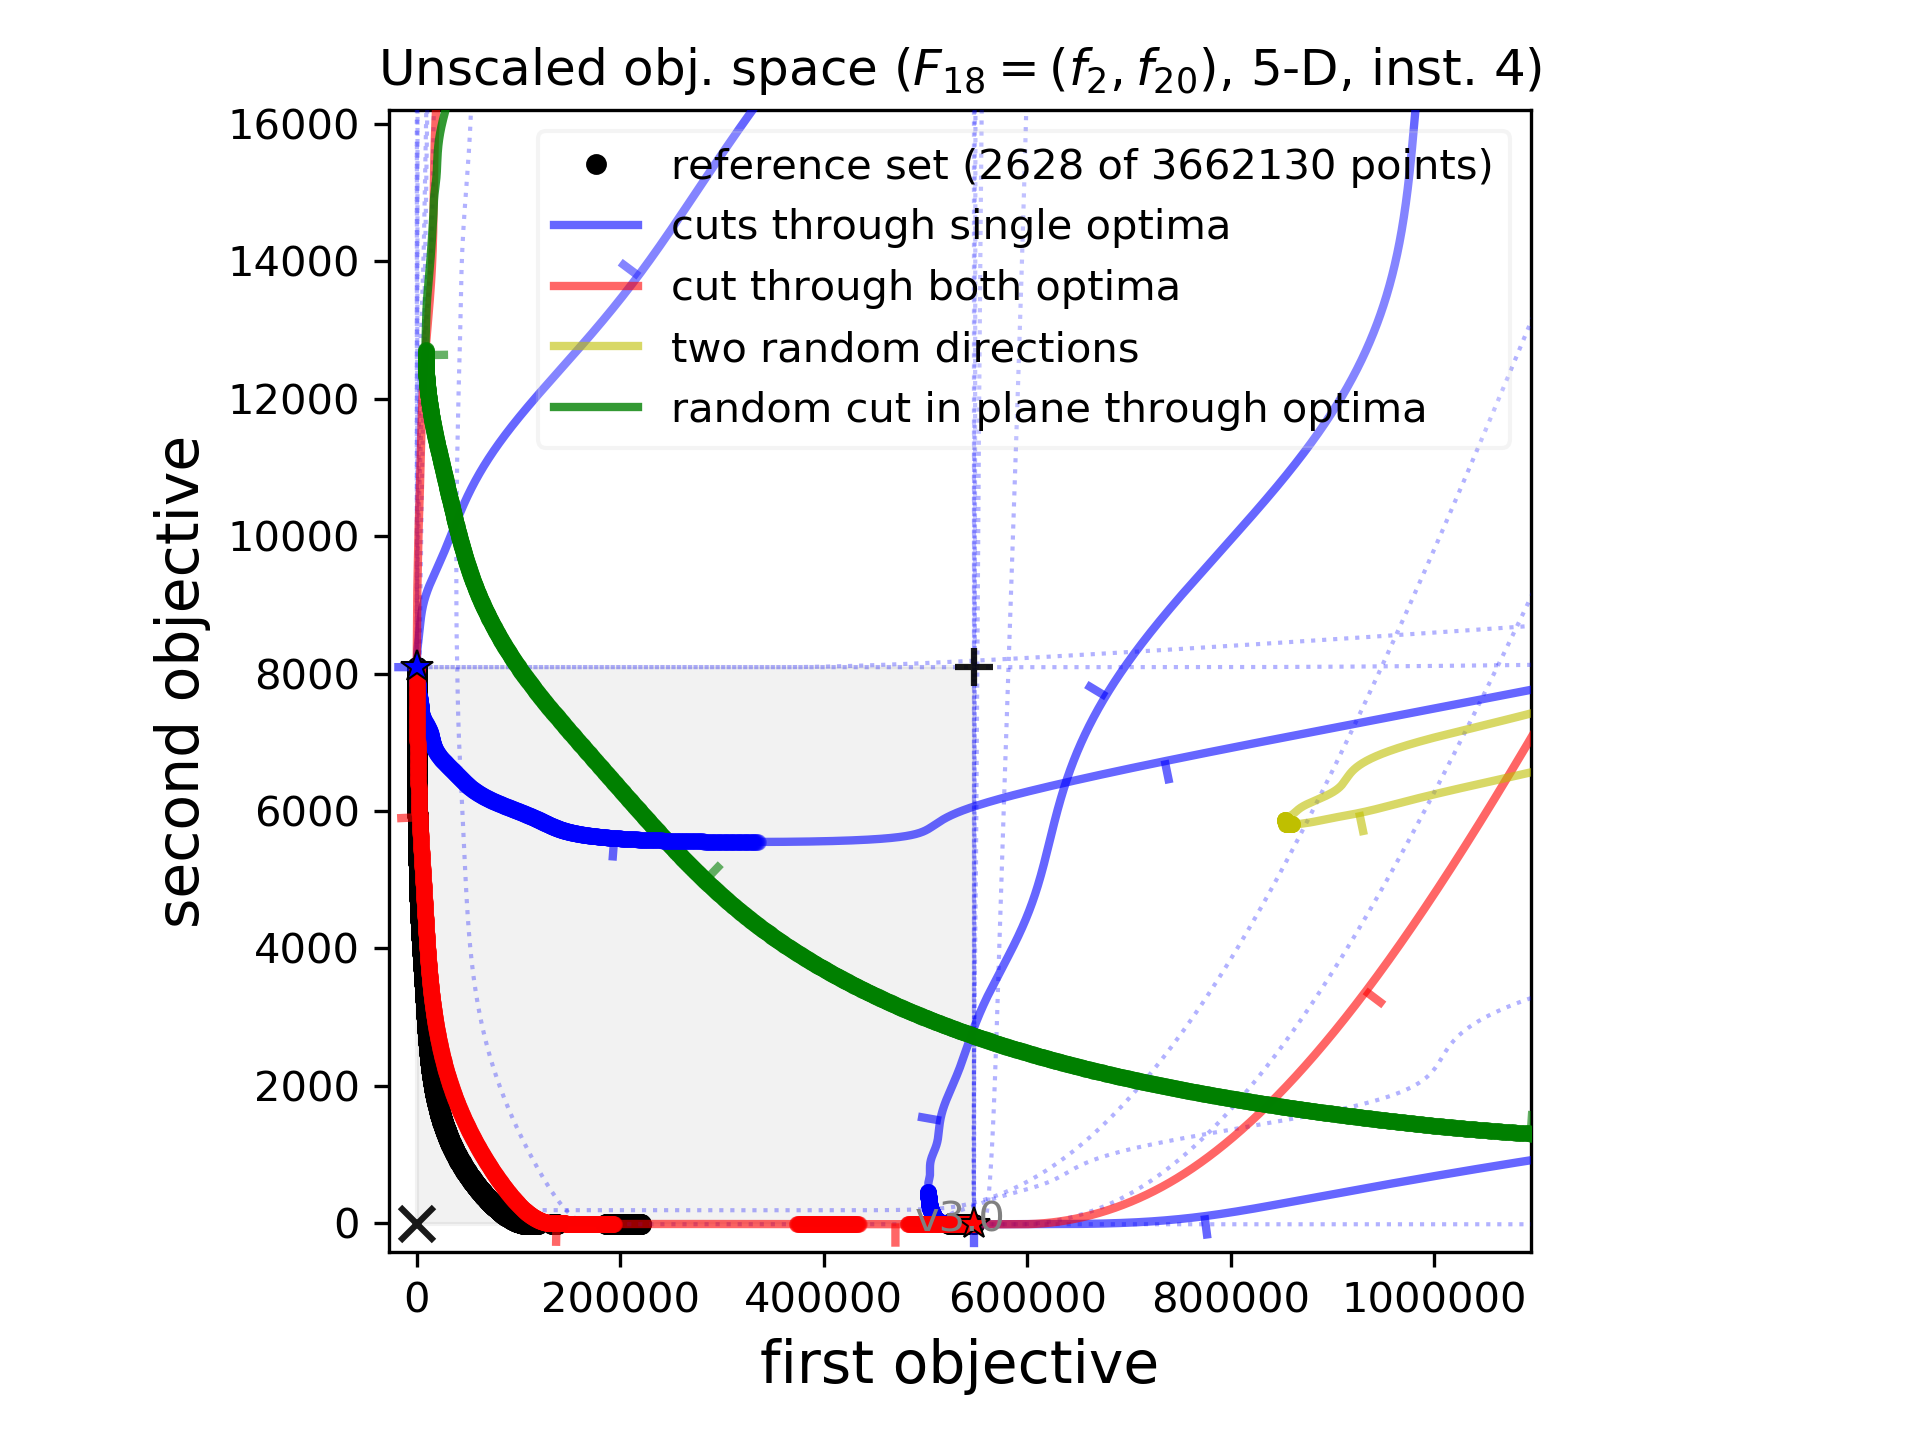 Unscaled obj. space (F₁₈ = (f₂, f₂₀), 5-D, inst. 4)
16000
14000
12000
10000
8000
6000
4000
2000
0
second objective
reference set (2628 of 3662130 points)
cuts through single optima
cut through both optima
two random directions
random cut in plane through optima
v3.0
0 200000 400000 600000 800000 1000000
first objective